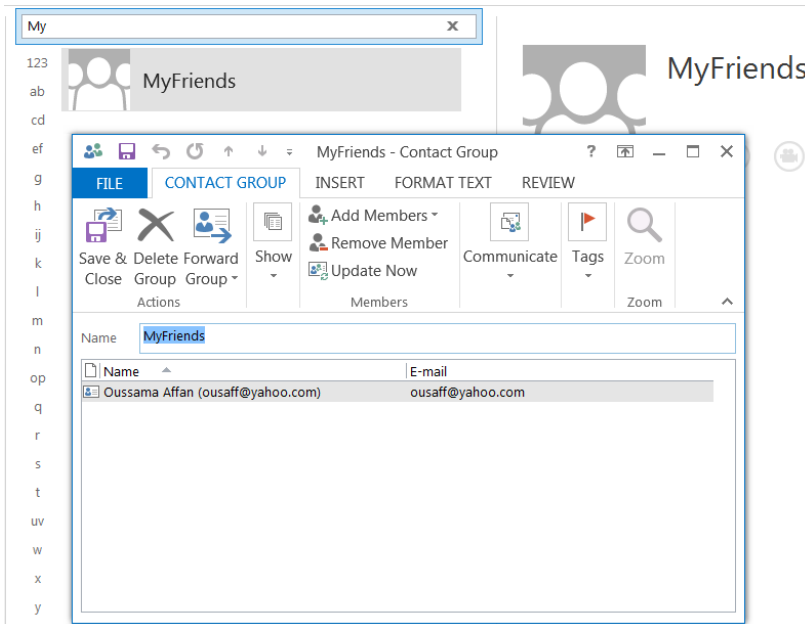 My
123
ab
cd
ef
g
h
ij
k
l
m
n
op
q
r
s
t
uv
w
x
y
MyFriends
MyFriends
MyFriends - Contact Group
?
FILE CONTACT GROUP INSERT FORMAT TEXT REVIEW
Save & Close
Delete Group
Forward Group
Actions
Show
Add Members
Remove Member
Update Now
Members
Communicate
Tags
Zoom
Zoom
Name MyFriends
Name E-mail
Oussama Affan (ousaff@yahoo.com) ousaff@yahoo.com